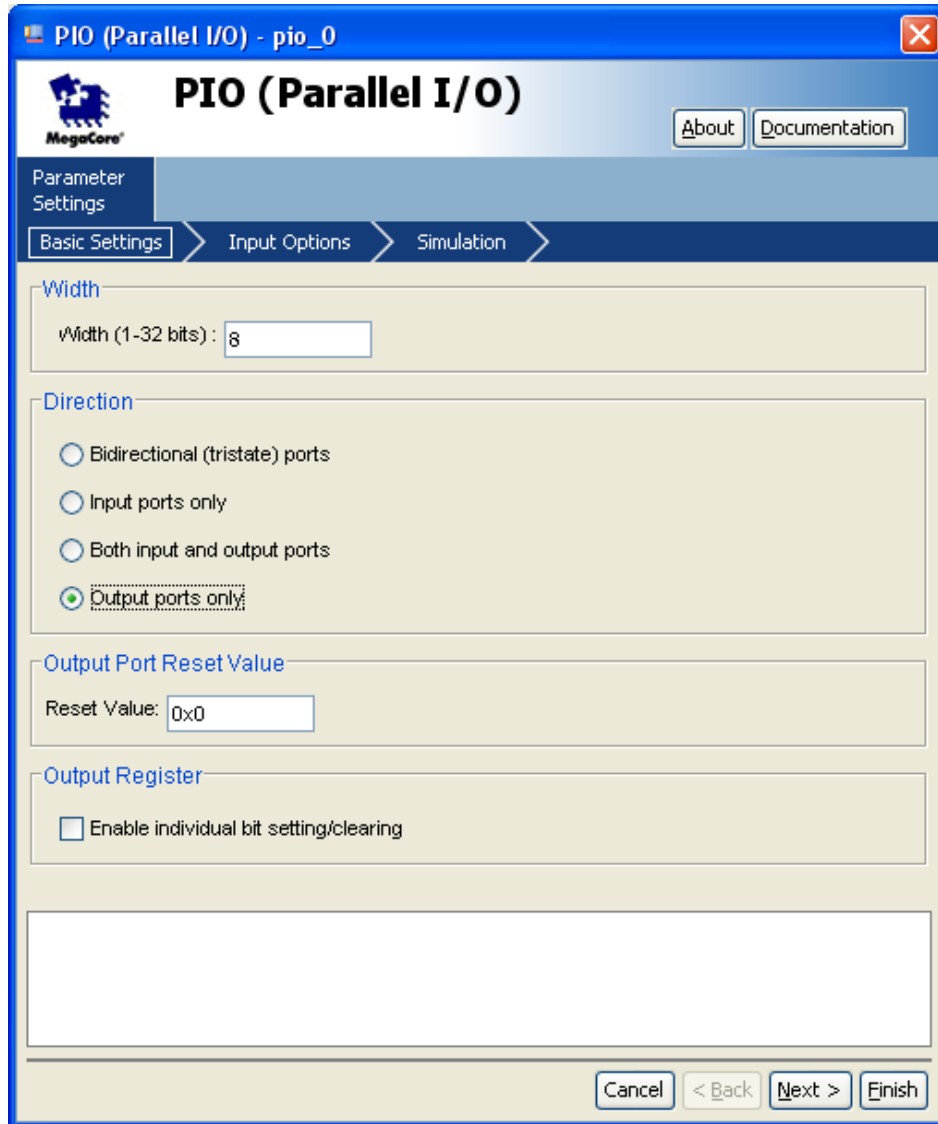 PIO (Parallel I/O) - pio_0
MegaCore®
PIO (Parallel I/O)
About
Documentation
Parameter
Settings
Basic Settings
Input Options
Simulation
Width
Width (1-32 bits) : 8
Direction
Bidirectional (tristate) ports
Input ports only
Both input and output ports
Output ports only
Output Port Reset Value
Reset Value: 0x0
Output Register
Enable individual bit setting/clearing
Cancel
< Back
Next >
Finish